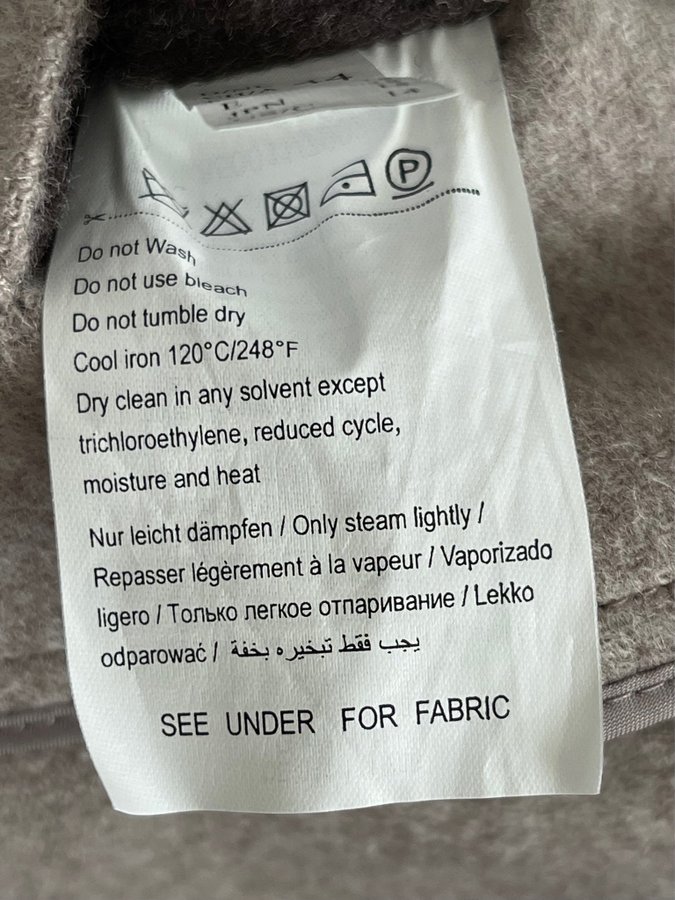 14
14
P
Do not Wash
Do not use bleach
Do not tumble dry
Cool iron 120°C/248°F
Dry clean in any solvent except
trichloroethylene, reduced cycle,
moisture and heat
Nur leicht dämpfen / Only steam lightly /
Repasser légèrement à la vapeur / Vaporizado
ligero / Только легкое отпаривание / Lekko
odparować / يجب فقط تبخيره بخفة
SEE UNDER FOR FABRIC